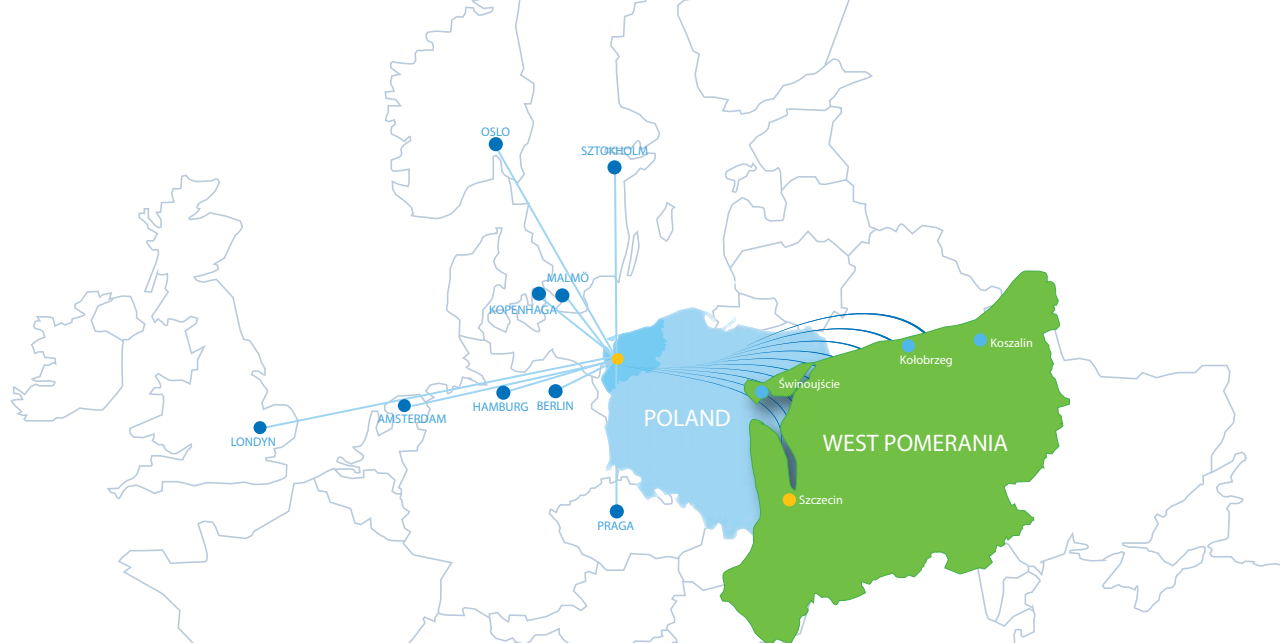 OSLO
SZTOKHOLM
MALMÖ
KOPENHAGA
Koszalin
Kołobrzeg
Świnoujście
HAMBURG
BERLIN
AMSTERDAM
POLAND
LONDYN
WEST POMERANIA
Szczecin
PRAGA